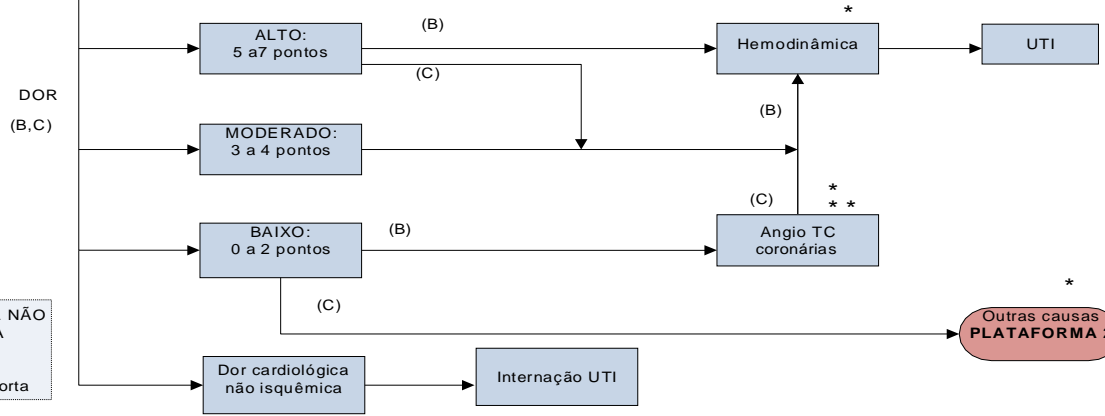 ALTO:
5 a7 pontos
(B)
(C)
*
Hemodinâmica
UTI
DOR
(B,C)
(B)
MODERADO:
3 a 4 pontos
(C)
*
* *
BAIXO:
0 a 2 pontos
(B)
Angio TC
coronárias
(C)
*
Outras causas
PLATAFORMA
NÃO
orta
Dor cardiológica
não isquêmica
Internação UTI